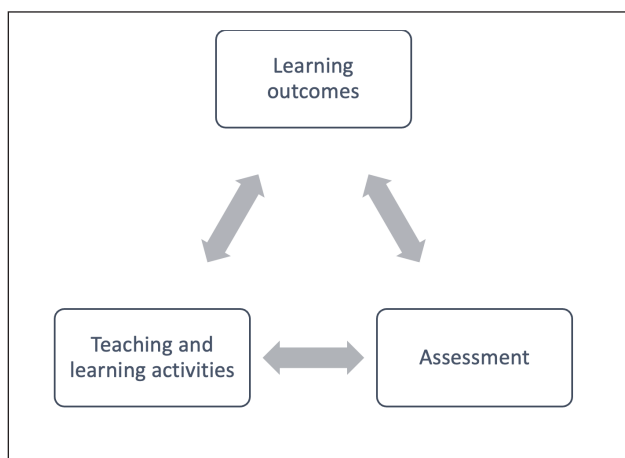 Learning
outcomes
Teaching and
learning activities
Assessment